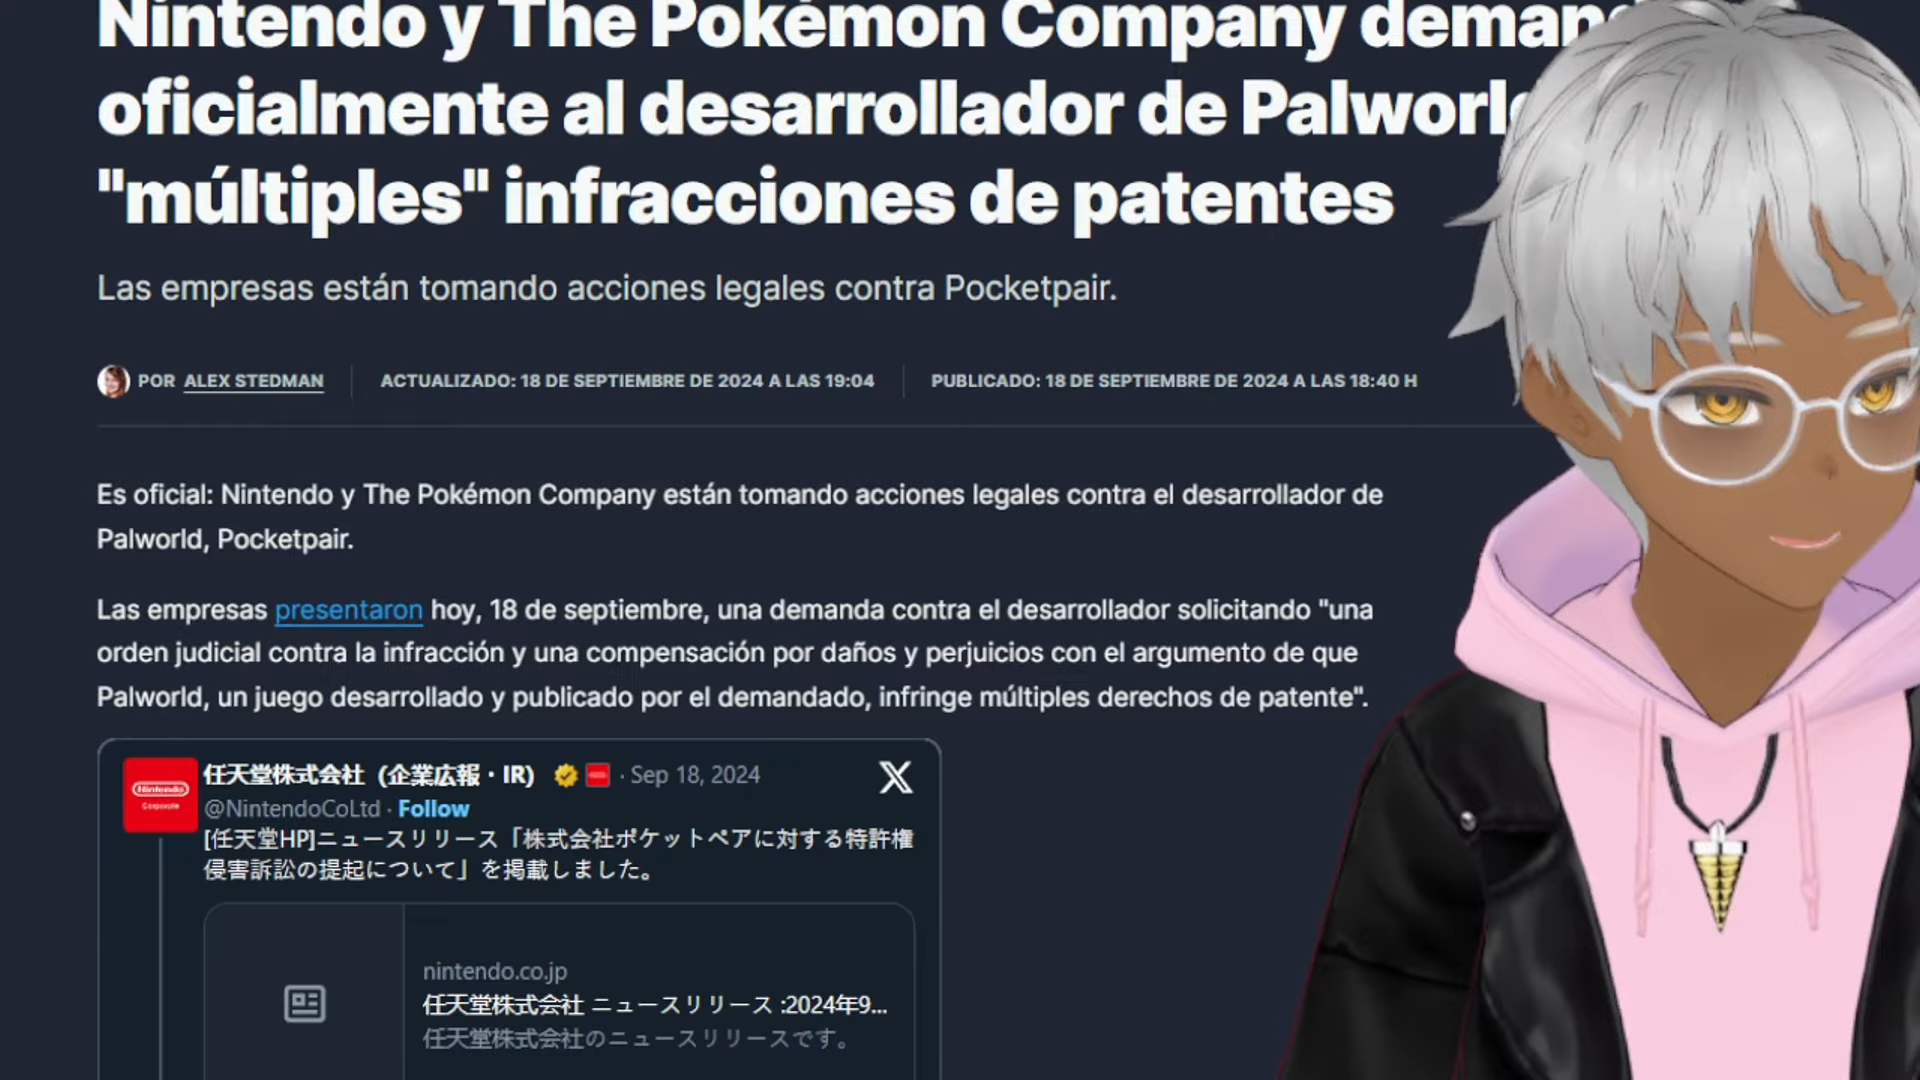 Nintendo y The Pokémon Company
oficialmente al desarrollador de
"múltiples" infracciones de patentes
Las empresas están tomando acciones legales contra Pocketpair.
POR ALEX STEDMAN
ACTUALIZADO: 18 DE SEPTIEMBRE DE 2024 A LAS 19:04
PUBLICADO: 18 DE SEPTIEMBRE DE 2024 A LAS 18:40 H
Es oficial: Nintendo y The Pokémon Company están tomando acciones legales contra el desarrollador de
Palworld, Pocketpair.
Las empresas presentaron hoy, 18 de septiembre, una demanda contra el desarrollador solicitando "una
orden judicial contra la infracción y una compensación por daños y perjuicios con el argumento de que
Palworld, un juego desarrollado y publicado por el demandado, infringe múltiples derechos de patente".
Nintendo
Corporate
任天堂株式会社（企業広報・IR） · Sep 18, 2024
@NintendoCoLtd · Follow
[任天堂HP]ニュースリリース「株式会社ポケットペアに対する特許権
侵害訴訟の提起について」を掲載しました。
nintendo.co.jp
任天堂株式会社 ニュースリリース :2024年9...
任天堂株式会社のニュースリリースです。